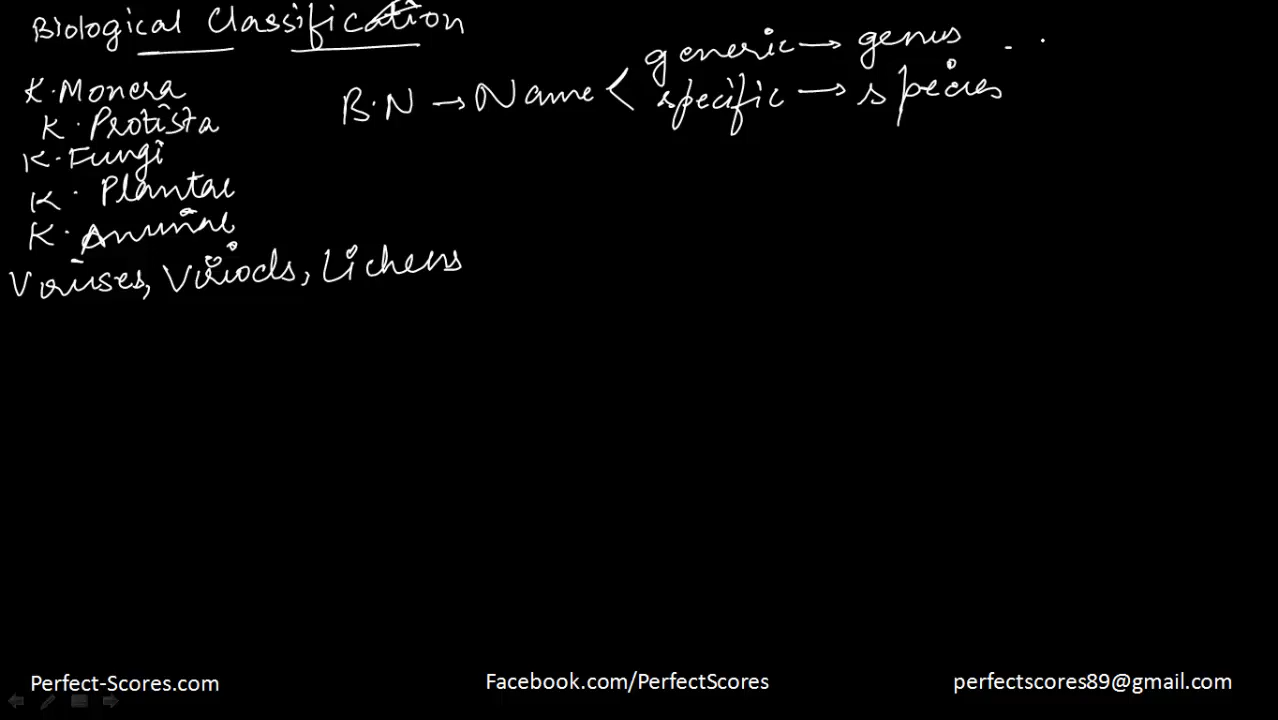 Biological Classification
K. Monera
K. Protista
K. Fungi
K. Plantae
K. Animal
Viruses, Viriods, Lichens
B.N → Name < generic → genus
specific → species
Perfect-Scores.com
Facebook.com/PerfectScores
perfectscores89@gmail.com